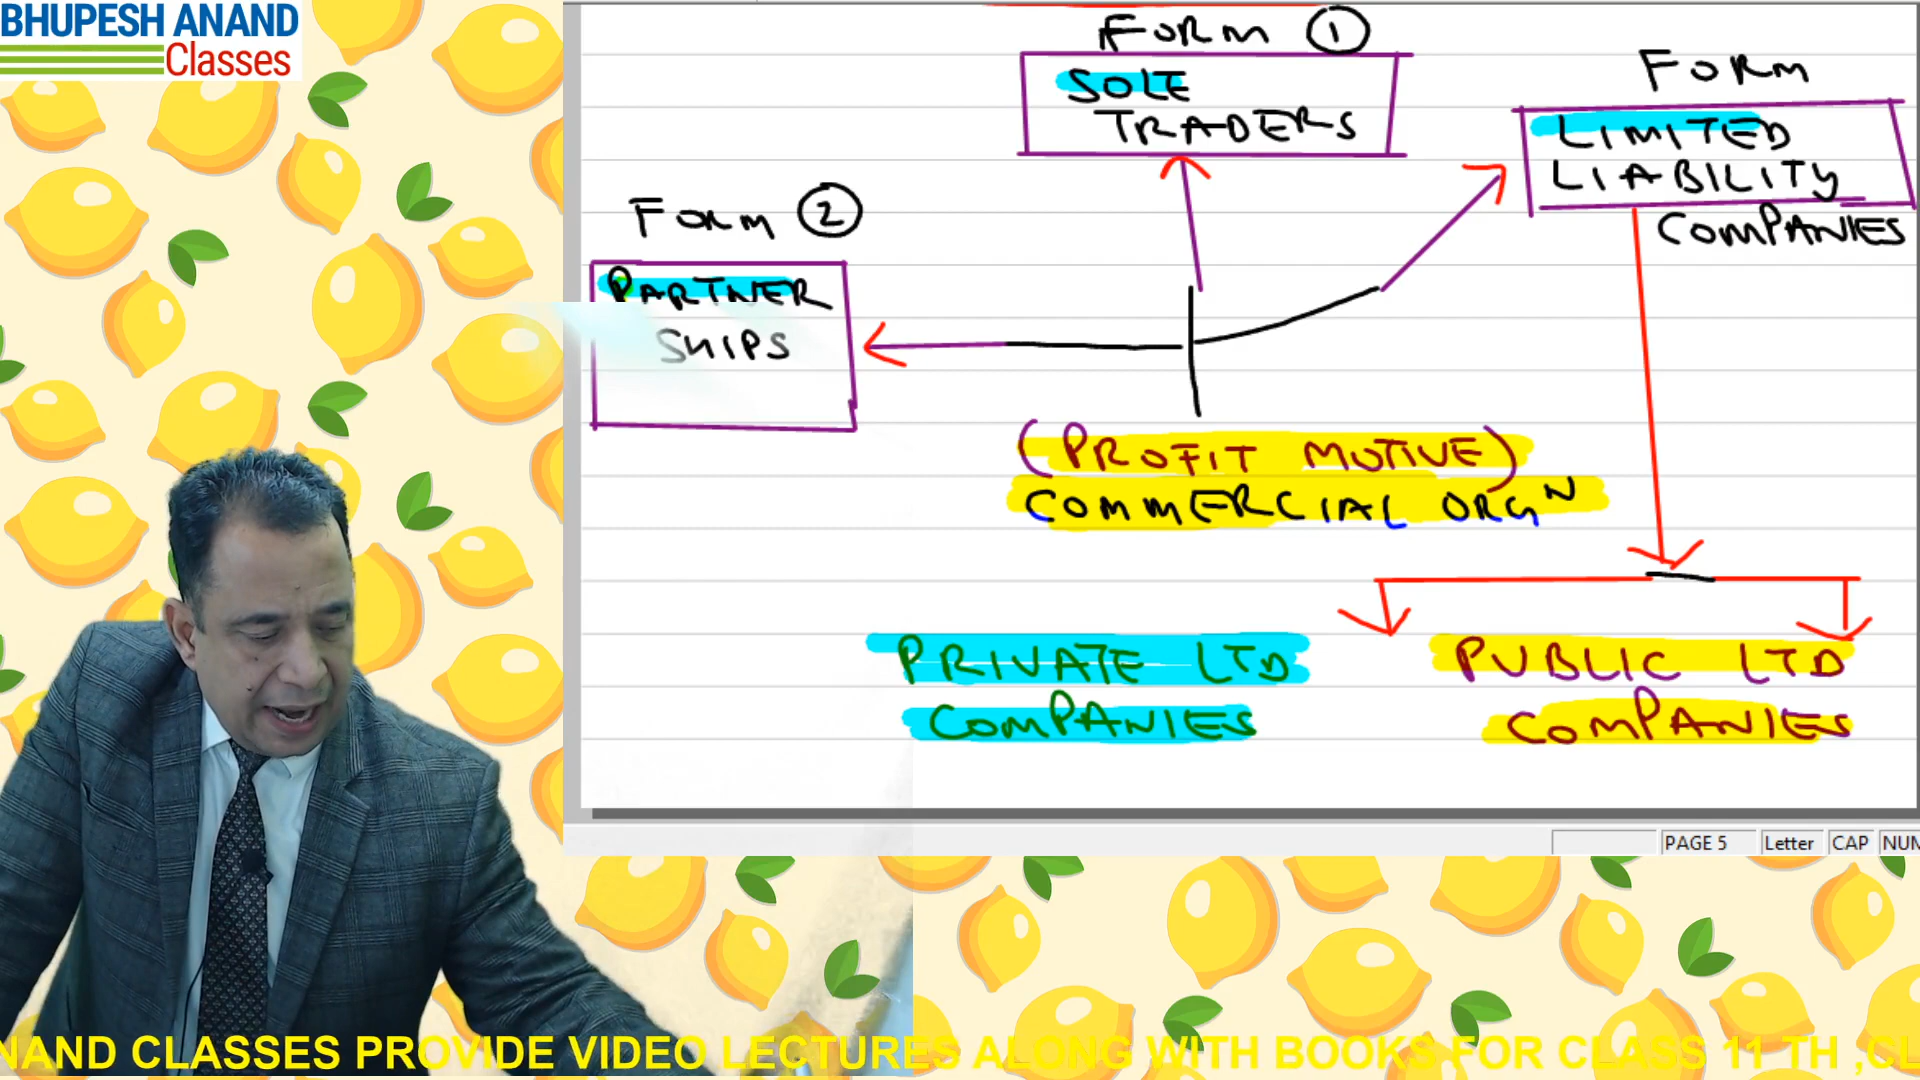 BHUPESH ANAND
Classes
FORM 1
SOLE
TRADERS
FORM
LIMITED
LIABILITY
COMPANIES
FORM 2
PARTNER
SHIPS
(PROFIT MOTIVE)
COMMERCIAL ORGN
PRIVATE LTD
COMPANIES
PUBLIC LTD
COMPANIES
PAGE 5 Letter CAP NUM
NAND CLASSES PROVIDE VIDEO LECTURES ALONG WITH BOOKS FOR CLASS 11 TH ,CL